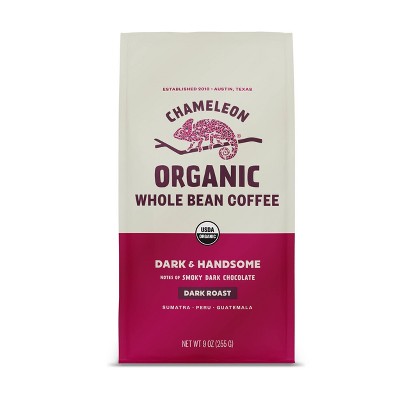 ESTABLISHED 2010 • AUSTIN, TEXAS
CHAMELEON
ORGANIC
WHOLE BEAN COFFEE
USDA
ORGANIC
DARK & HANDSOME
NOTES OF SMOKY DARK CHOCOLATE
DARK ROAST
SUMATRA • PERU • GUATEMALA
NET WT 9 OZ (255 G)